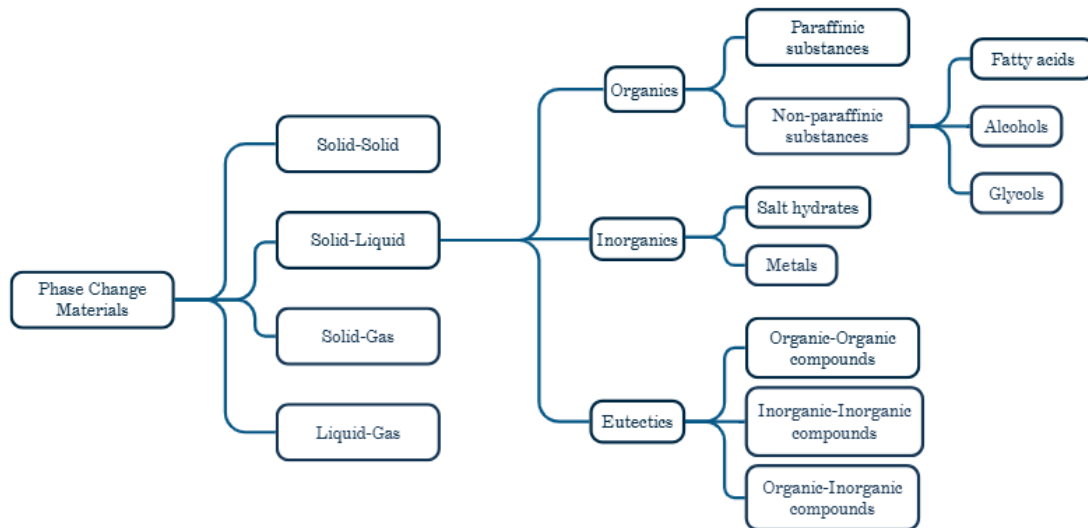 Phase Change
Materials
Solid-Solid
Solid-Liquid
Solid-Gas
Liquid-Gas
Organics
Inorganics
Eutectics
Paraffinic
substances
Non-paraffinic
substances
Salt hydrates
Metals
Organic-Organic
compounds
Inorganic-Inorganic
compounds
Organic-Inorganic
compounds
Fatty acids
Alcohols
Glycols